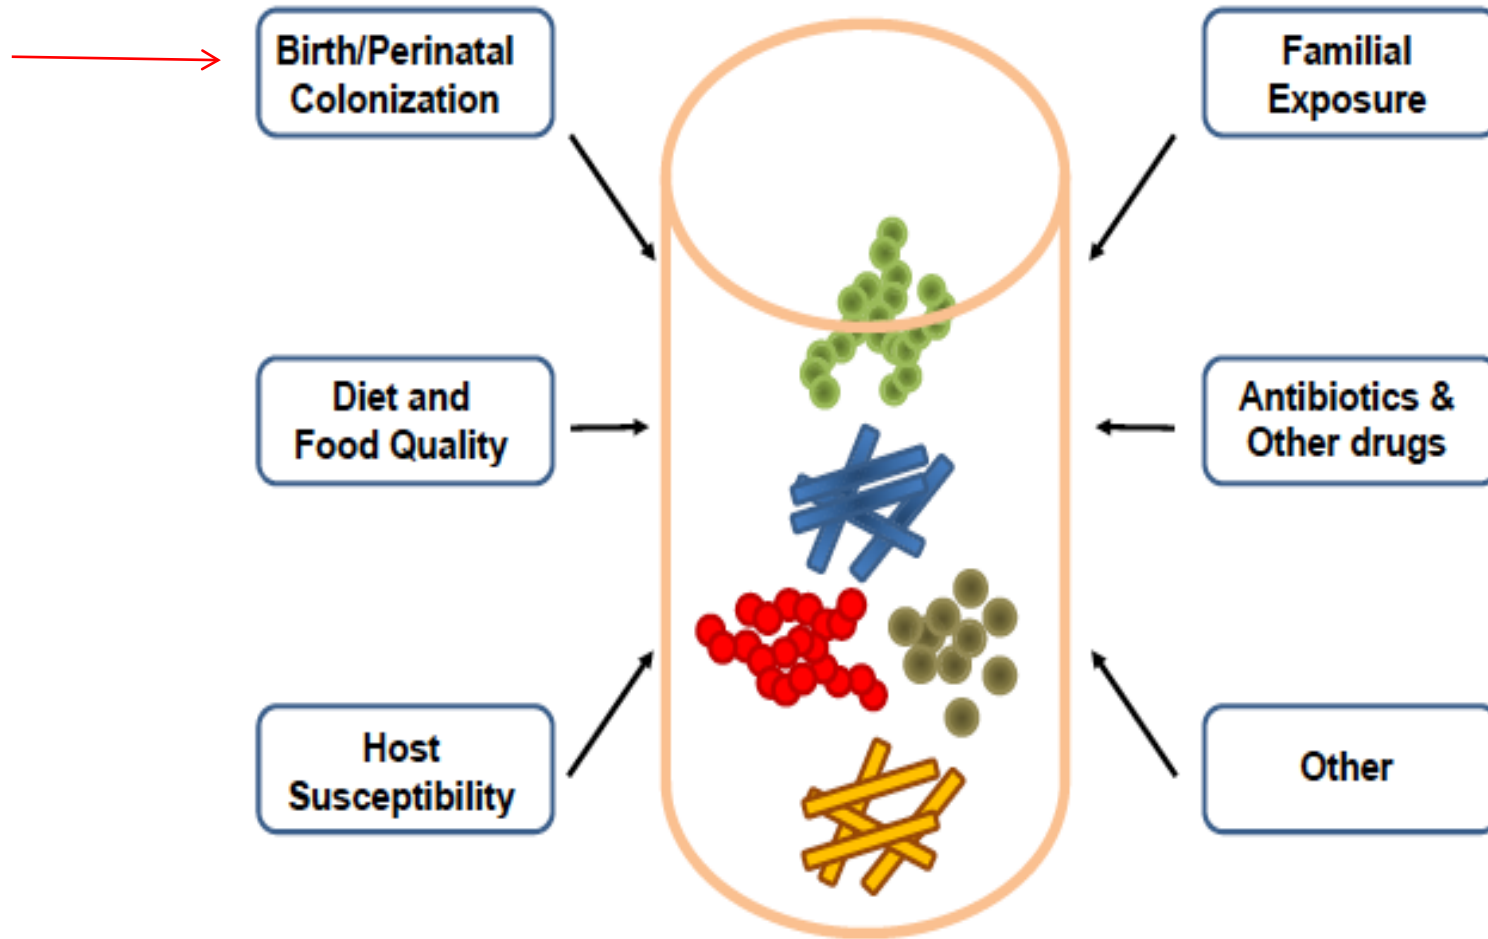 Birth/Perinatal
Colonization
Familial
Exposure
Diet and
Food Quality
Antibiotics &
Other drugs
Host
Susceptibility
Other